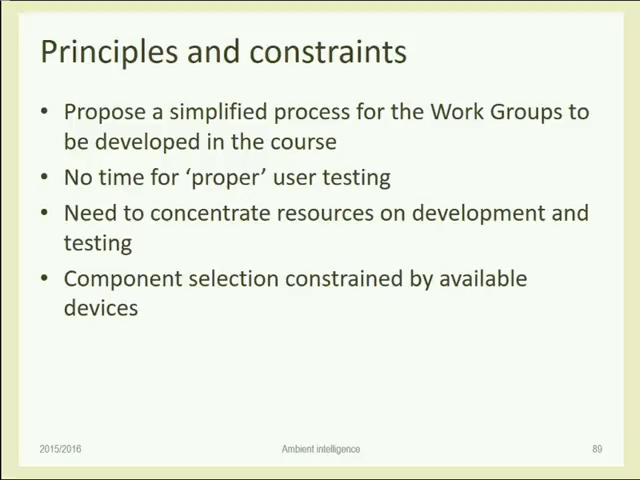 Principles and constraints
• Propose a simplified process for the Work Groups to
be developed in the course
• No time for ‘proper’ user testing
• Need to concentrate resources on development and
testing
• Component selection constrained by available
devices
2015/2016 Ambient intelligence 89